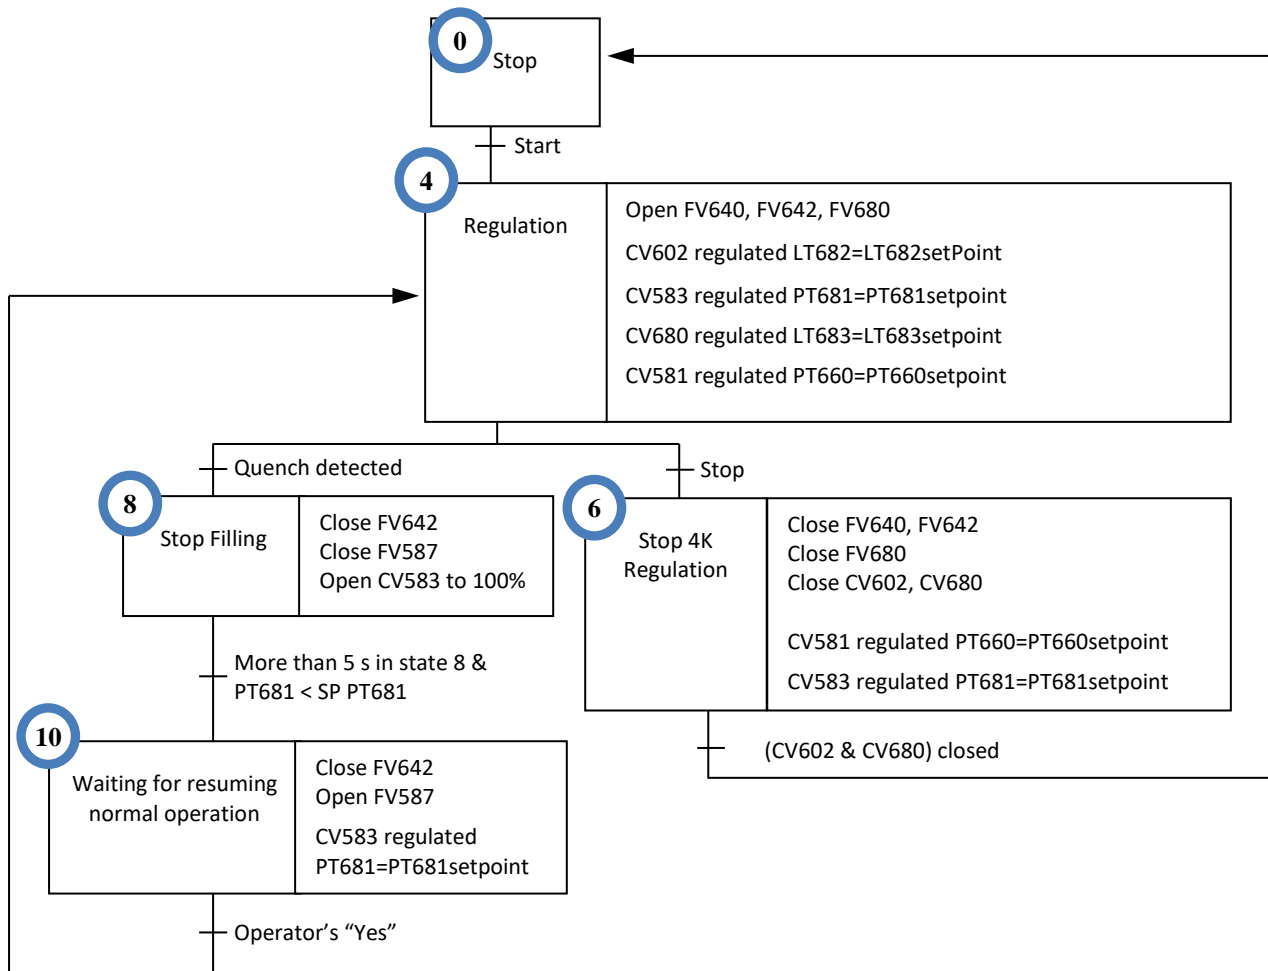 0
Stop
Start
4
Regulation
Open FV640, FV642, FV680
CV602 regulated LT682=LT682setPoint
CV583 regulated PT681=PT681setpoint
CV680 regulated LT683=LT683setpoint
CV581 regulated PT660=PT660setpoint
Quench detected
Stop
8
Stop Filling
Close FV642
Close FV587
Open CV583 to 100%
6
Stop 4K
Regulation
Close FV640, FV642
Close FV680
Close CV602, CV680
CV581 regulated PT660=PT660setpoint
CV583 regulated PT681=PT681setpoint
More than 5 s in state 8 &
PT681 < SP PT681
(CV602 & CV680) closed
10
Waiting for resuming
normal operation
Close FV642
Open FV587
CV583 regulated
PT681=PT681setpoint
Operator’s “Yes”